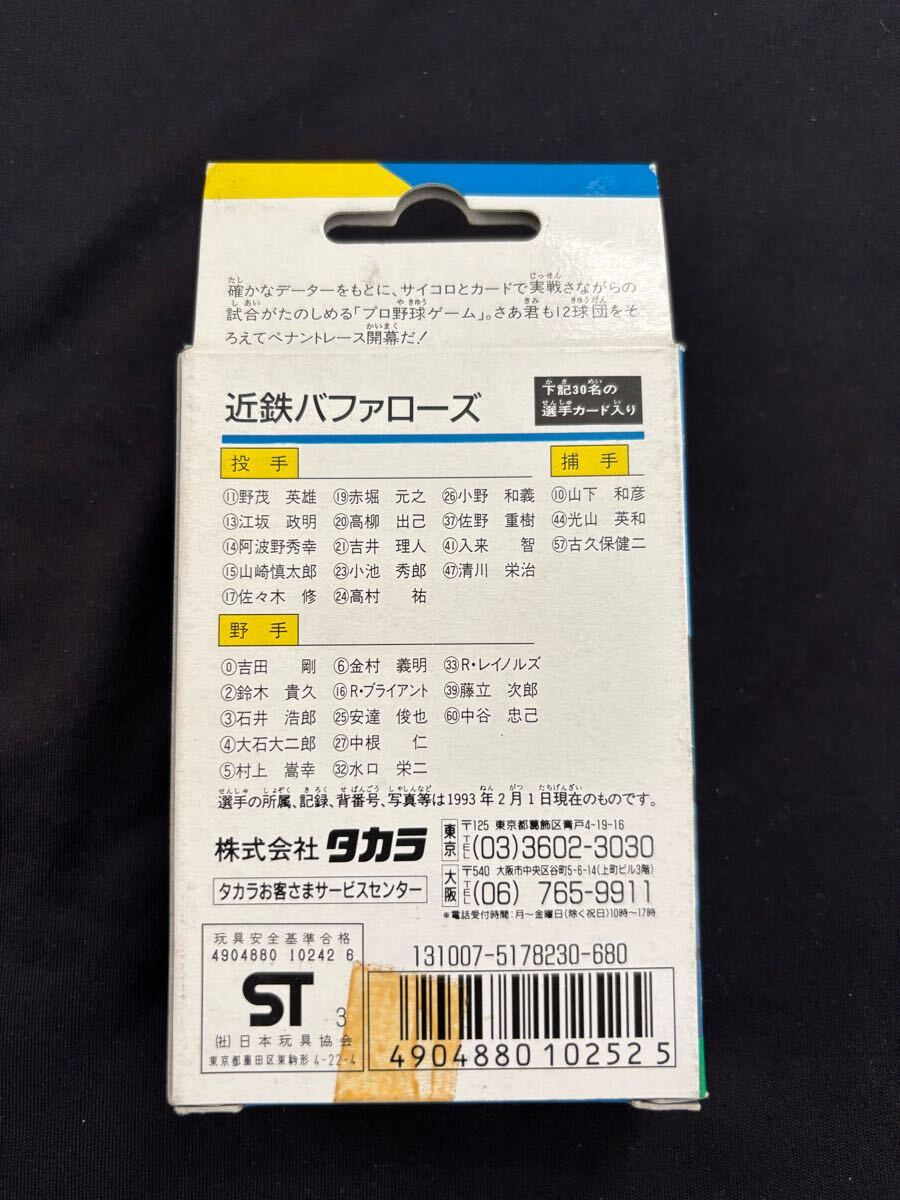 確かなデーターをもとに、サイコロとカードで実戦さながらの
試合がたのしめる「プロ野球ゲーム」。さあ君も12球団をそ
ろえてペナントレース開幕だ！
近鉄バファローズ
下記30名の
選手カード入り
投手
捕手
⑪野茂 英雄 ⑲赤堀 元之 ㉖小野 和義 ⑩山下 和彦
⑬江坂 政明 ⑳高柳 出己 ㊲佐野 重樹 ㊹光山 英和
⑭阿波野秀幸 ㉑吉井 理人 ㊶入来 智 57古久保健二
⑮山崎慎太郎 ㉓小池 秀郎 ㊼清川 栄治
⑰佐々木 修 ㉔高村 祐
野手
⓪吉田 剛 ⑥金村 義明 ㉝R・レイノルズ
②鈴木 貴久 ⑯R・ブライアント ㊴藤立 次郎
③石井 浩郎 ㉕安達 俊也 60中谷 忠己
④大石大二郎 ㉗中根 仁
⑤村上 嵩幸 ㉜水口 栄二
選手の所属、記録、背番号、写真等は1993年2月1日現在のものです。
株式会社タカラ
タカラお客さまサービスセンター
東京 〒125 東京都葛飾区青戸4-19-16
TEL (03)3602-3030
大阪 〒540 大阪市中央区谷町5-6-14(上町ビル3階)
TEL (06) 765-9911
＊電話受付時間:月〜金曜日(除く祝日)10時〜17時
玩具安全基準合格
4904880 10242 6
ST
3
(社)日本玩具協会
東京都墨田区東駒形4-22-4
131007-5178230-680
4904880102525